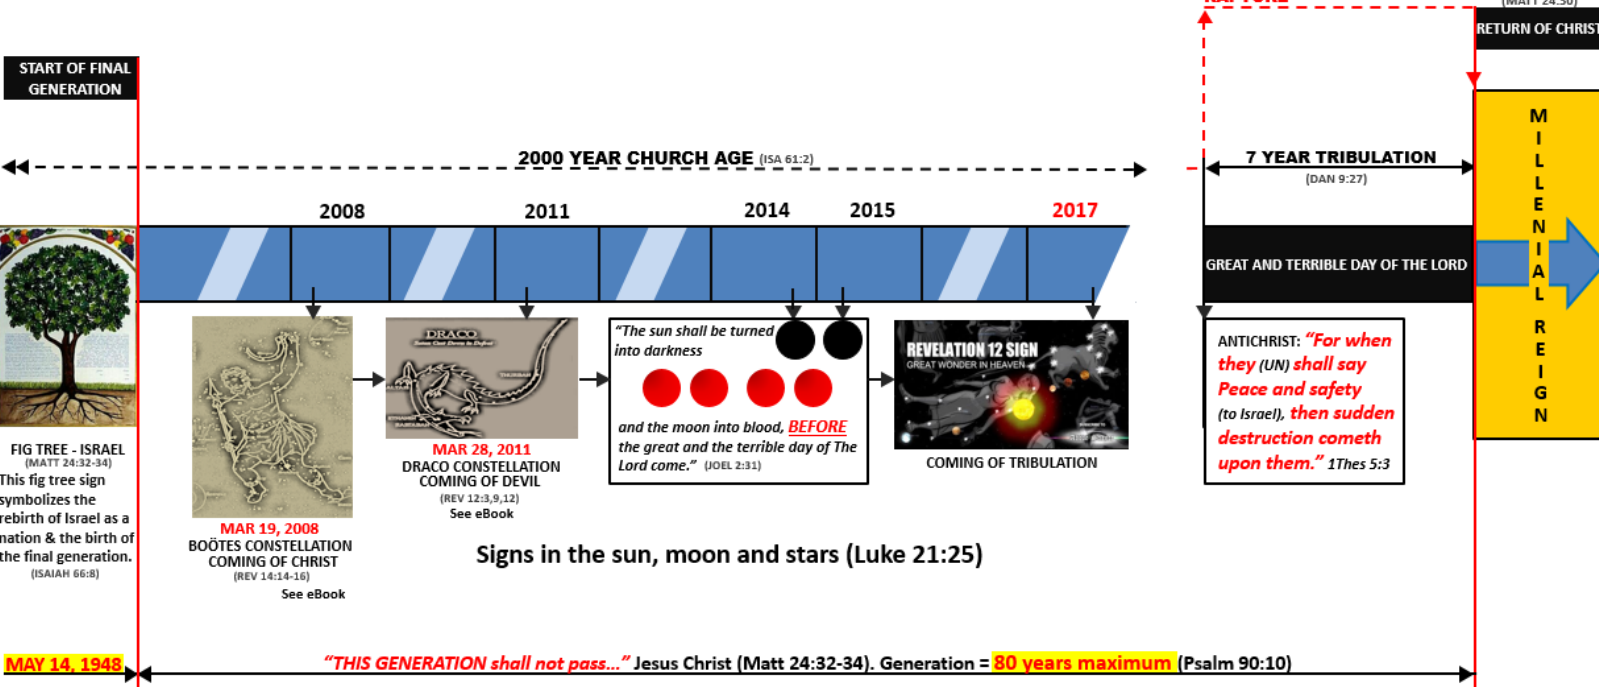 RAPTURE
(MATT 24:30)
RETURN OF CHRIST
START OF FINAL
GENERATION
2000 YEAR CHURCH AGE (ISA 61:2)
7 YEAR TRIBULATION
(DAN 9:27)
2008
2011
2014
2015
2017
GREAT AND TERRIBLE DAY OF THE LORD
MILLENIAL REIGN
FIG TREE - ISRAEL
(MATT 24:32-34)
This fig tree sign
symbolizes the
rebirth of Israel as a
nation & the birth of
the final generation.
(ISAIAH 66:8)
MAR 19, 2008
BOÖTES CONSTELLATION
COMING OF CHRIST
(REV 14:14-16)
See eBook
DRACO
THUBAN
MAR 28, 2011
DRACO CONSTELLATION
COMING OF DEVIL
(REV 12:3,9,12)
See eBook
“The sun shall be turned
into darkness
and the moon into blood, BEFORE
the great and the terrible day of The
Lord come.” (JOEL 2:31)
REVELATION 12 SIGN
GREAT WONDER IN HEAVEN
COMING OF TRIBULATION
ANTICHRIST: “For when
they (UN) shall say
Peace and safety
(to Israel), then sudden
destruction cometh
upon them.” 1Thes 5:3
Signs in the sun, moon and stars (Luke 21:25)
MAY 14, 1948
“THIS GENERATION shall not pass...” Jesus Christ (Matt 24:32-34). Generation = 80 years maximum (Psalm 90:10)